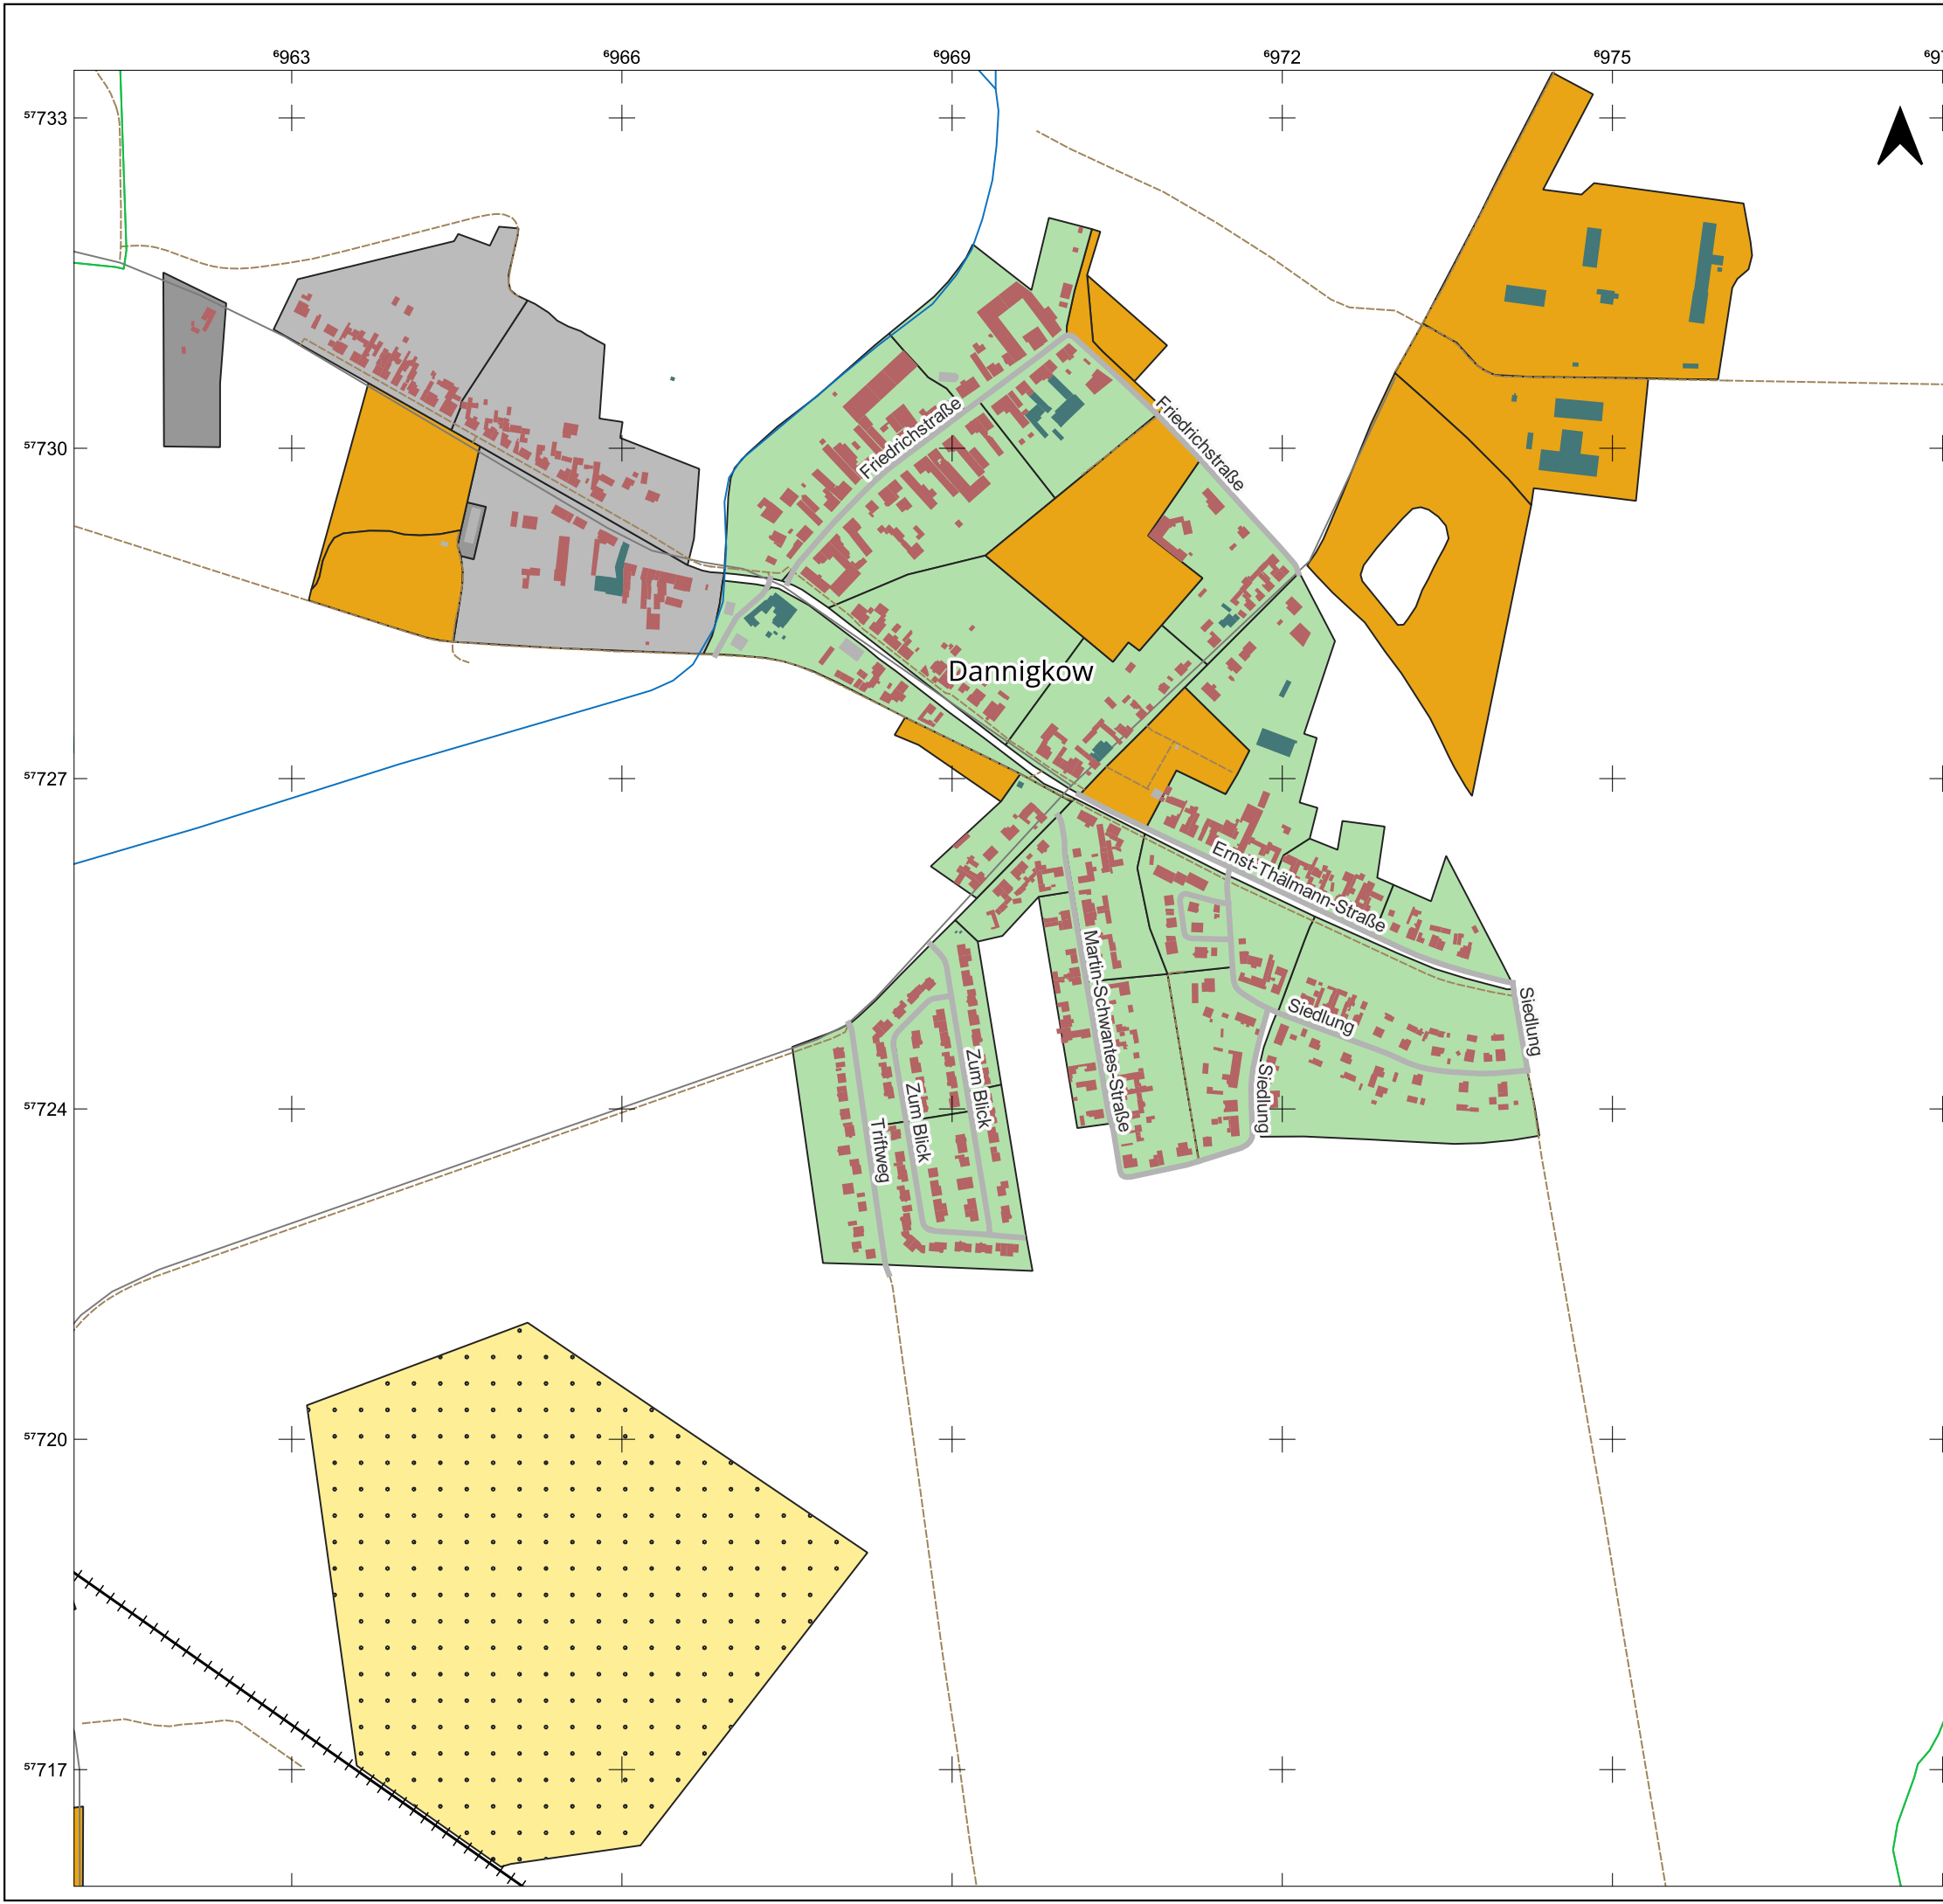 ⁶963
⁶966
⁶969
⁶972
⁶975
⁵⁷733
⁵⁷730
⁵⁷727
⁵⁷724
⁵⁷720
⁵⁷717
Friedrichstraße
Friedrichstraße
Dannigkow
Ernst-Thälmann-Straße
Martin-Schwantes-Straße
Siedlung
Siedlung
Siedlung
Zum Blick
Zum Blick
Triftweg